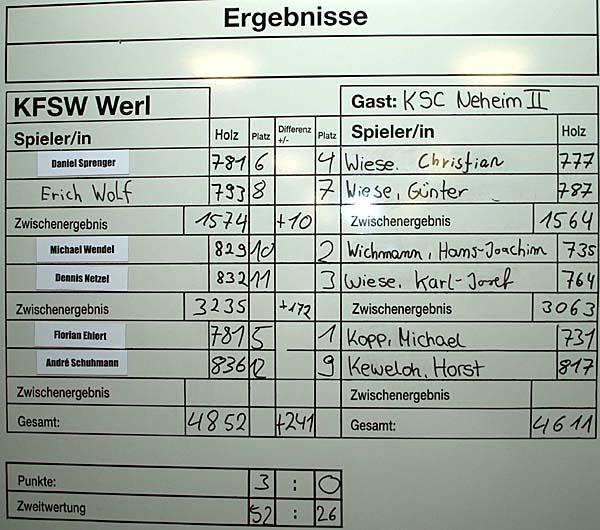 Ergebnisse
KFSW Werl Gast: KSC Neheim II
Spieler/in Holz Platz Differenz +/- Platz Spieler/in Holz
Daniel Sprenger 781 6 4 Wiese. Christian 777
Erich Wolf 793 8 7 Wiese, Günter 787
Zwischenergebnis 1574 +10 Zwischenergebnis 1564
Michael Wendel 829 10 2 Wichmann, Hans-Joachim 735
Dennis Netzel 832 11 3 Wiese. Karl-Josef 764
Zwischenergebnis 3235 +172 Zwischenergebnis 3063
Florian Ehlert 781 5 1 Kopp, Michael 731
André Schuhmann 836 12 9 Keweloh, Horst 817
Zwischenergebnis Zwischenergebnis
Gesamt: 4852 +241 Gesamt: 4611
Punkte: 3 : 0
Zweitwertung 52 : 26